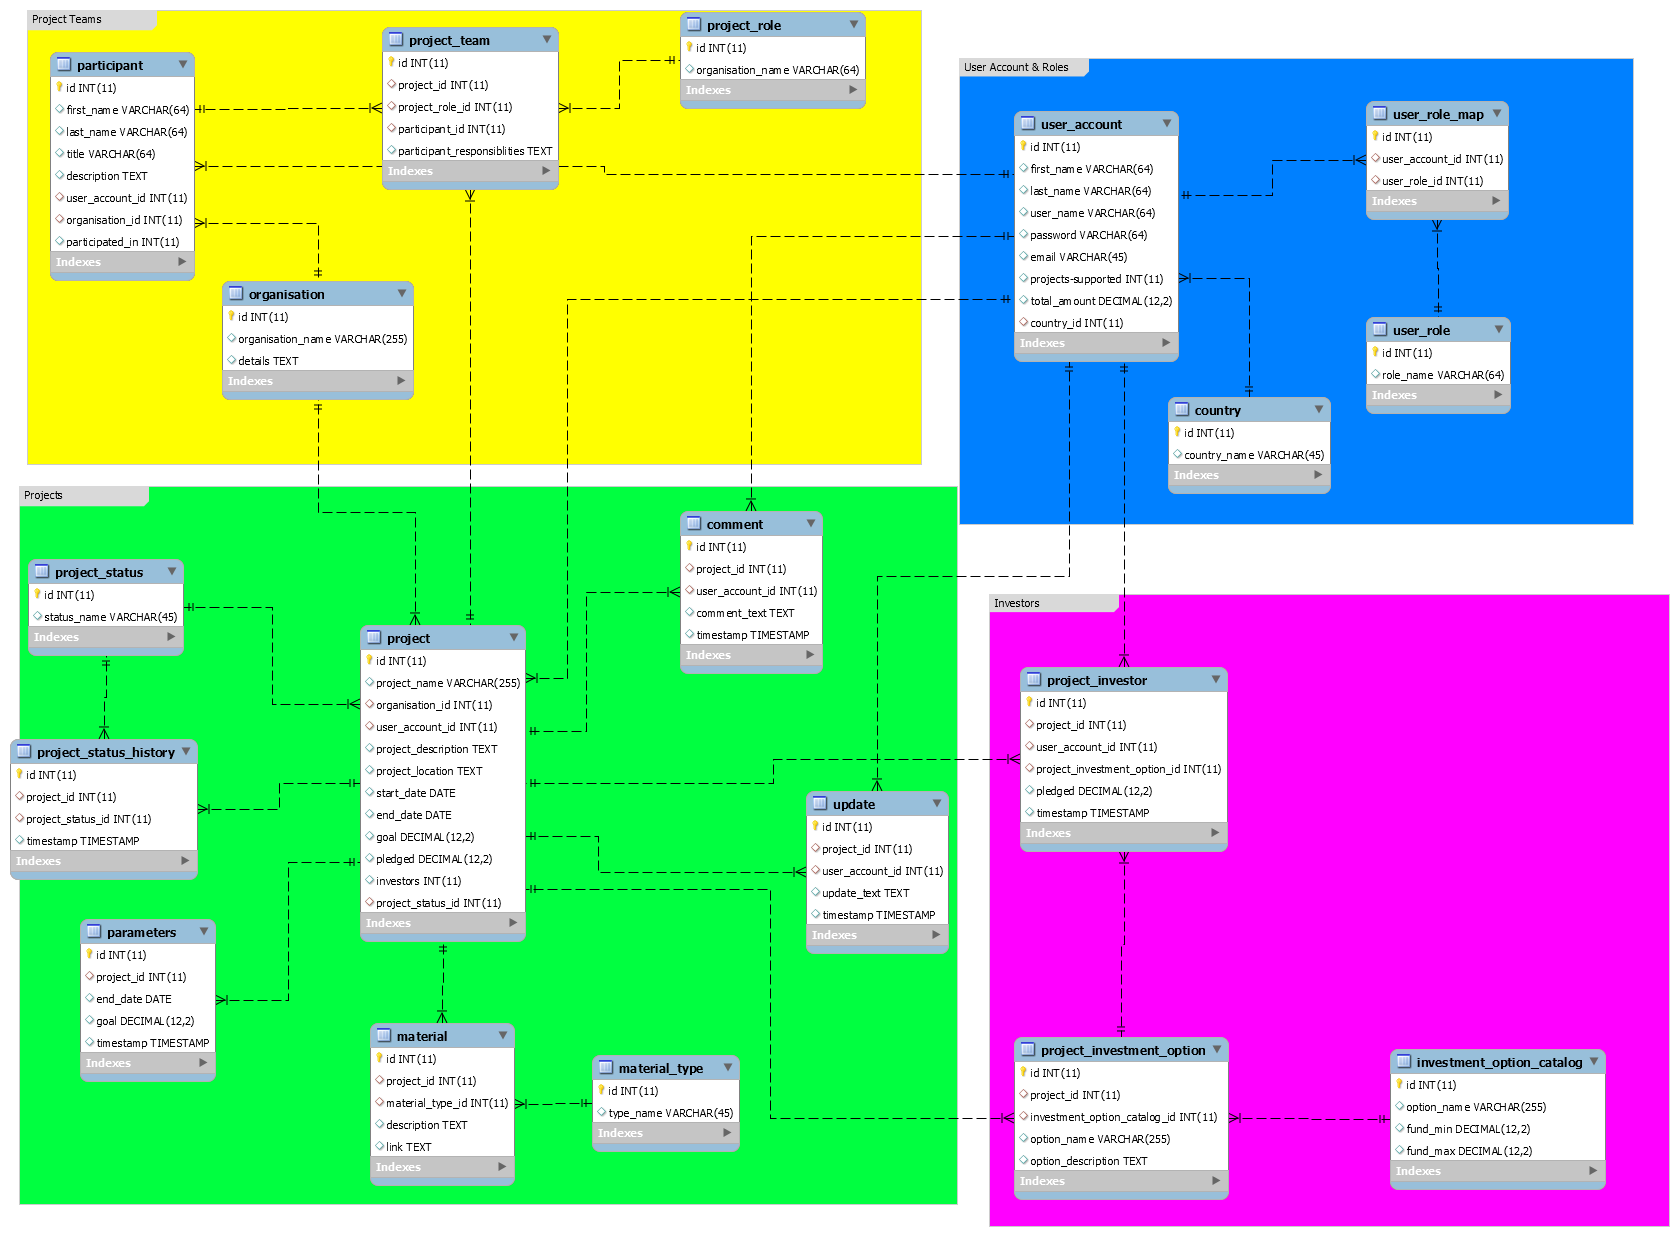 Project Teams
participant
id INT(11)
first_name VARCHAR(64)
last_name VARCHAR(64)
title VARCHAR(64)
description TEXT
user_account_id INT(11)
organisation_id INT(11)
participated_in INT(11)
Indexes
project_team
id INT(11)
project_id INT(11)
project_role_id INT(11)
participant_id INT(11)
participant_responsiblities TEXT
Indexes
project_role
id INT(11)
organisation_name VARCHAR(64)
Indexes
organisation
id INT(11)
organisation_name VARCHAR(255)
details TEXT
Indexes
User Account & Roles
user_account
id INT(11)
first_name VARCHAR(64)
last_name VARCHAR(64)
user_name VARCHAR(64)
password VARCHAR(64)
email VARCHAR(45)
projects-supported INT(11)
total_amount DECIMAL(12,2)
country_id INT(11)
Indexes
user_role_map
id INT(11)
user_account_id INT(11)
user_role_id INT(11)
Indexes
user_role
id INT(11)
role_name VARCHAR(64)
Indexes
country
id INT(11)
country_name VARCHAR(45)
Indexes
Projects
project_status
id INT(11)
status_name VARCHAR(45)
Indexes
project_status_history
id INT(11)
project_id INT(11)
project_status_id INT(11)
timestamp TIMESTAMP
Indexes
parameters
id INT(11)
project_id INT(11)
end_date DATE
goal DECIMAL(12,2)
timestamp TIMESTAMP
Indexes
project
id INT(11)
project_name VARCHAR(255)
organisation_id INT(11)
user_account_id INT(11)
project_description TEXT
project_location TEXT
start_date DATE
end_date DATE
goal DECIMAL(12,2)
pledged DECIMAL(12,2)
investors INT(11)
project_status_id INT(11)
Indexes
comment
id INT(11)
project_id INT(11)
user_account_id INT(11)
comment_text TEXT
timestamp TIMESTAMP
Indexes
update
id INT(11)
project_id INT(11)
user_account_id INT(11)
update_text TEXT
timestamp TIMESTAMP
Indexes
material
id INT(11)
project_id INT(11)
material_type_id INT(11)
description TEXT
link TEXT
Indexes
material_type
id INT(11)
type_name VARCHAR(45)
Indexes
Investors
project_investor
id INT(11)
project_id INT(11)
user_account_id INT(11)
project_investment_option_id INT(11)
pledged DECIMAL(12,2)
timestamp TIMESTAMP
Indexes
project_investment_option
id INT(11)
project_id INT(11)
investment_option_catalog_id INT(11)
option_name VARCHAR(255)
option_description TEXT
Indexes
investment_option_catalog
id INT(11)
option_name VARCHAR(255)
fund_min DECIMAL(12,2)
fund_max DECIMAL(12,2)
Indexes